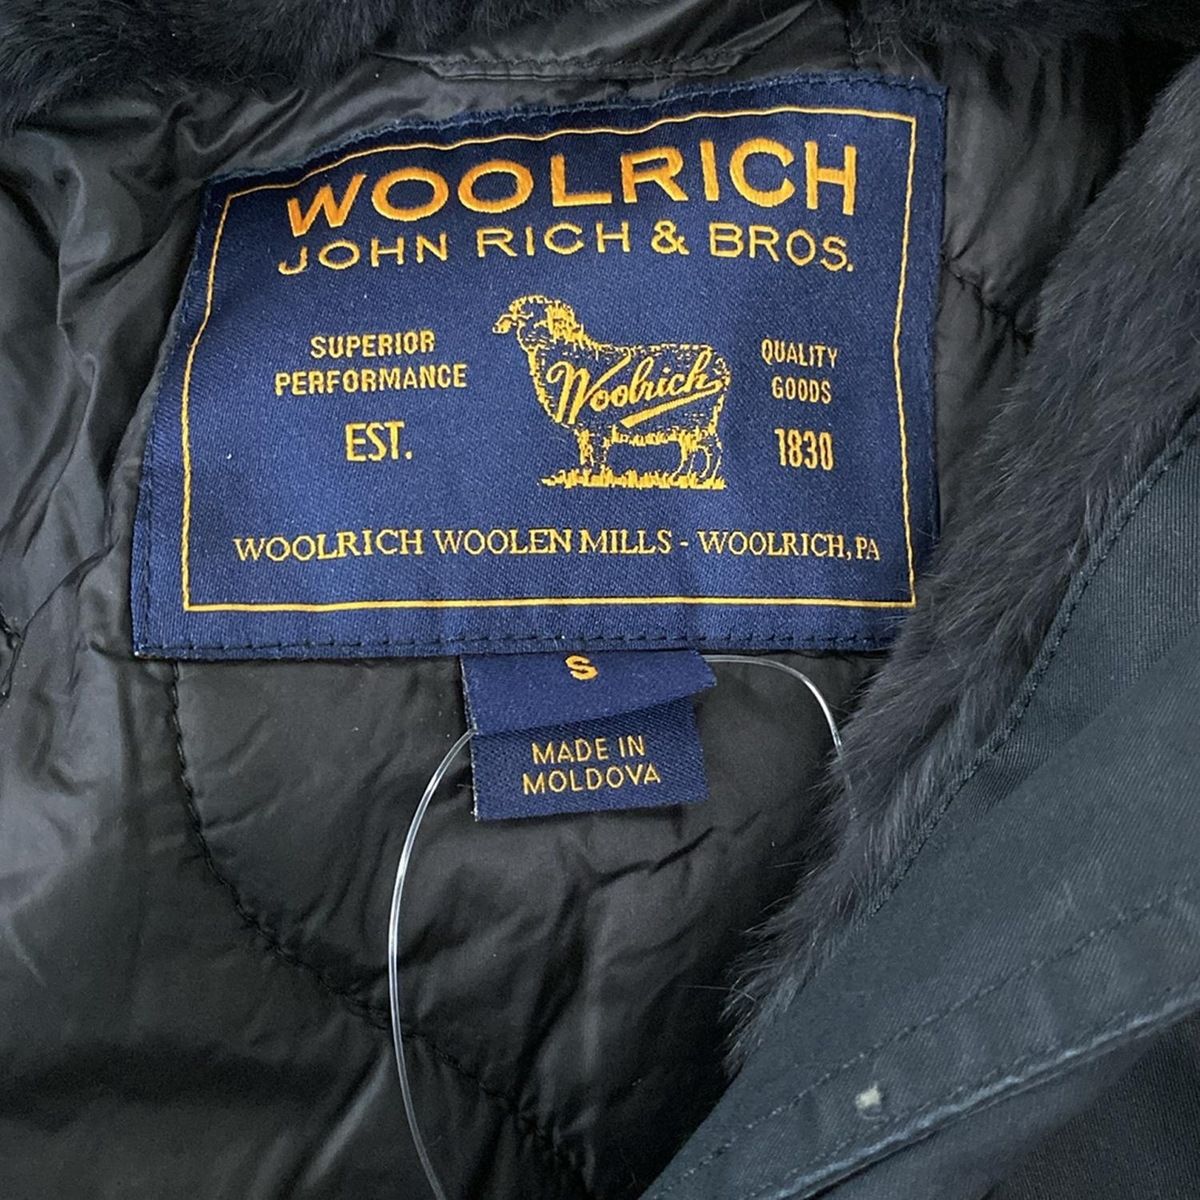 WOOLRICH
JOHN RICH & BROS.
SUPERIOR
PERFORMANCE
EST.
Woolrich
QUALITY
GOODS
1830
WOOLRICH WOOLEN MILLS - WOOLRICH, PA
S
MADE IN
MOLDOVA